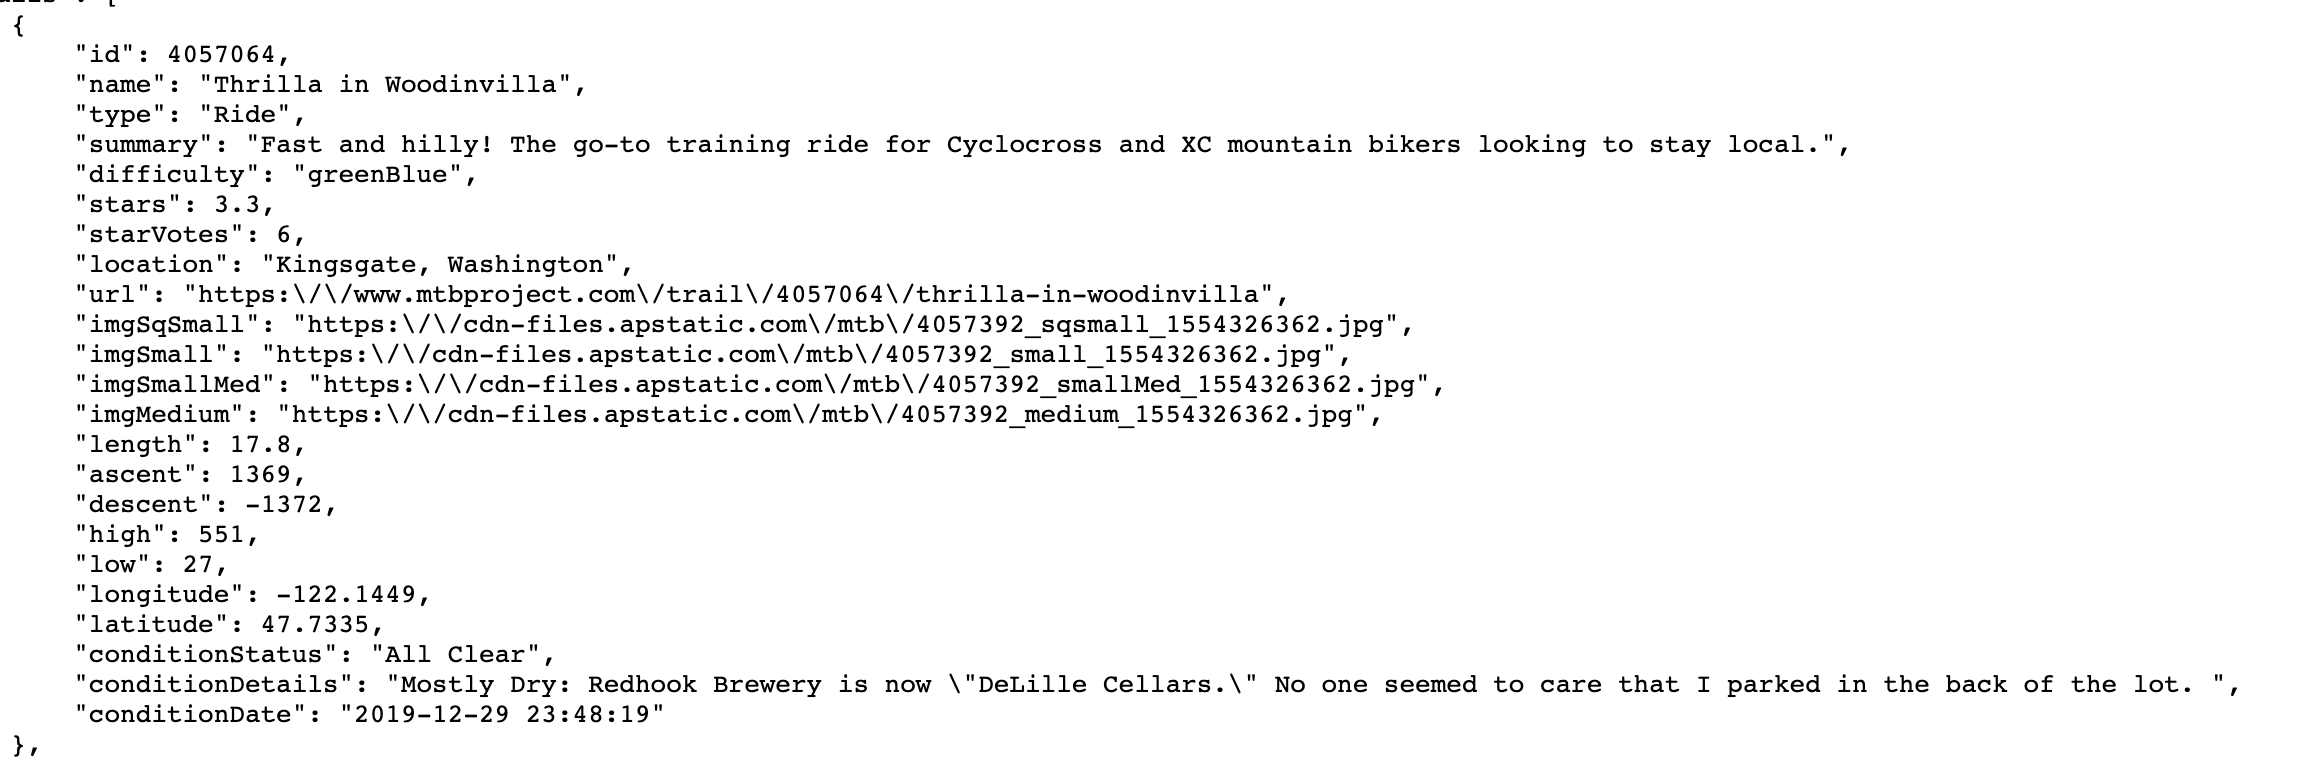 {
"id": 4057064,
"name": "Thrilla in Woodinvilla",
"type": "Ride",
"summary": "Fast and hilly! The go-to training ride for Cyclocross and XC mountain bikers looking to stay local.",
"difficulty": "greenBlue",
"stars": 3.3,
"starVotes": 6,
"location": "Kingsgate, Washington",
"url": "https:\/\/www.mtbproject.com\/trail\/4057064\/thrilla-in-woodinvilla",
"imgSqSmall": "https:\/\/cdn-files.apstatic.com\/mtb\/4057392_sqsmall_1554326362.jpg",
"imgSmall": "https:\/\/cdn-files.apstatic.com\/mtb\/4057392_small_1554326362.jpg",
"imgSmallMed": "https:\/\/cdn-files.apstatic.com\/mtb\/4057392_smallMed_1554326362.jpg",
"imgMedium": "https:\/\/cdn-files.apstatic.com\/mtb\/4057392_medium_1554326362.jpg",
"length": 17.8,
"ascent": 1369,
"descent": -1372,
"high": 551,
"low": 27,
"longitude": -122.1449,
"latitude": 47.7335,
"conditionStatus": "All Clear",
"conditionDetails": "Mostly Dry: Redhook Brewery is now \"DeLille Cellars.\" No one seemed to care that I parked in the back of the lot. ",
"conditionDate": "2019-12-29 23:48:19"
},